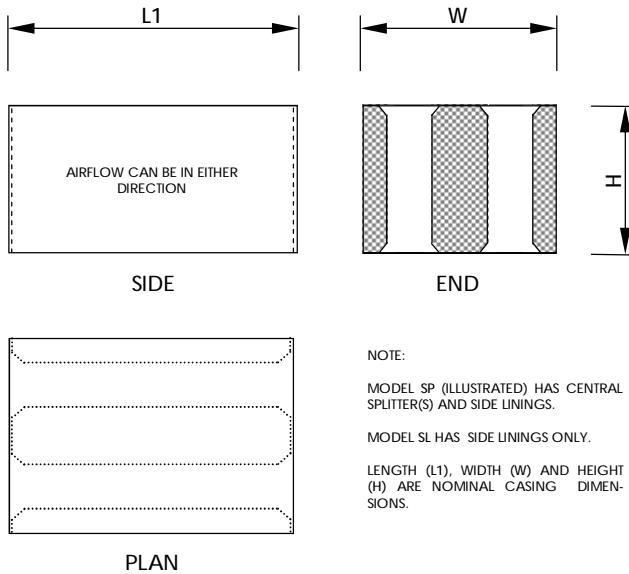 L1
W
AIRFLOW CAN BE IN EITHER
DIRECTION
H
SIDE
END
NOTE:
MODEL SP (ILLUSTRATED) HAS CENTRAL
SPLITTER(S) AND SIDE LININGS.
MODEL SL HAS SIDE LININGS ONLY.
LENGTH (L1), WIDTH (W) AND HEIGHT
(H) ARE NOMINAL CASING DIMEN-
SIONS.
PLAN